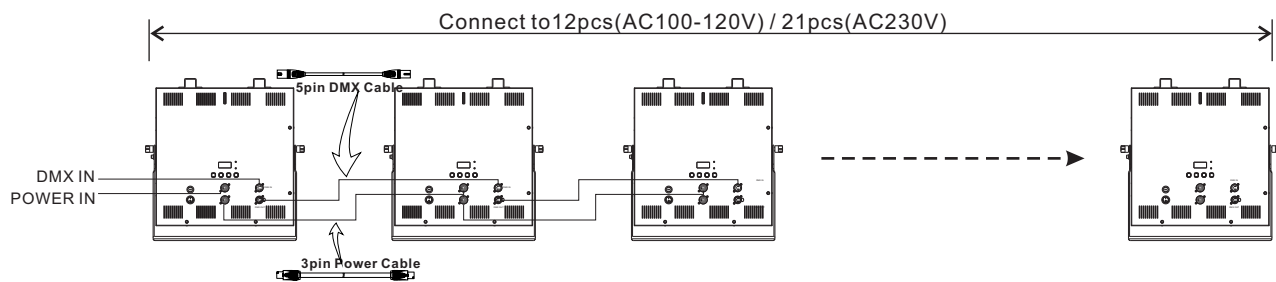 Connect to12pcs(AC100-120V) / 21pcs(AC230V)
5pin DMX Cable
DMX IN
POWER IN
3pin Power Cable